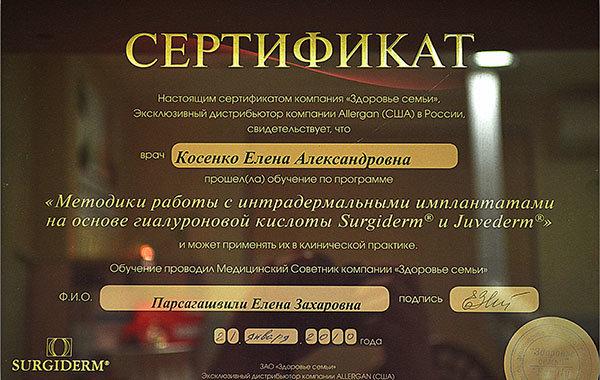 СЕРТИФИКАТ
Настоящим сертификатом компания «Здоровье семьи»,
Эксклюзивный дистрибьютор компании Allergan (США) в России,
свидетельствует, что
врач Косенко Елена Александровна
прошел(ла) обучение по программе
«Методики работы с интрадермальными имплантатами
на основе гиалуроновой кислоты Surgiderm® и Juvederm®»
и может применять их в клинической практике.
Обучение проводил Медицинский Советник компании «Здоровье семьи»
Ф.И.О. Парсагашвили Елена Захаровна подпись
21 января 2010 года
SURGIDERM®
ЗАО «Здоровье семьи»
Эксклюзивный дистрибьютор компании ALLERGAN (США)
Здоровье